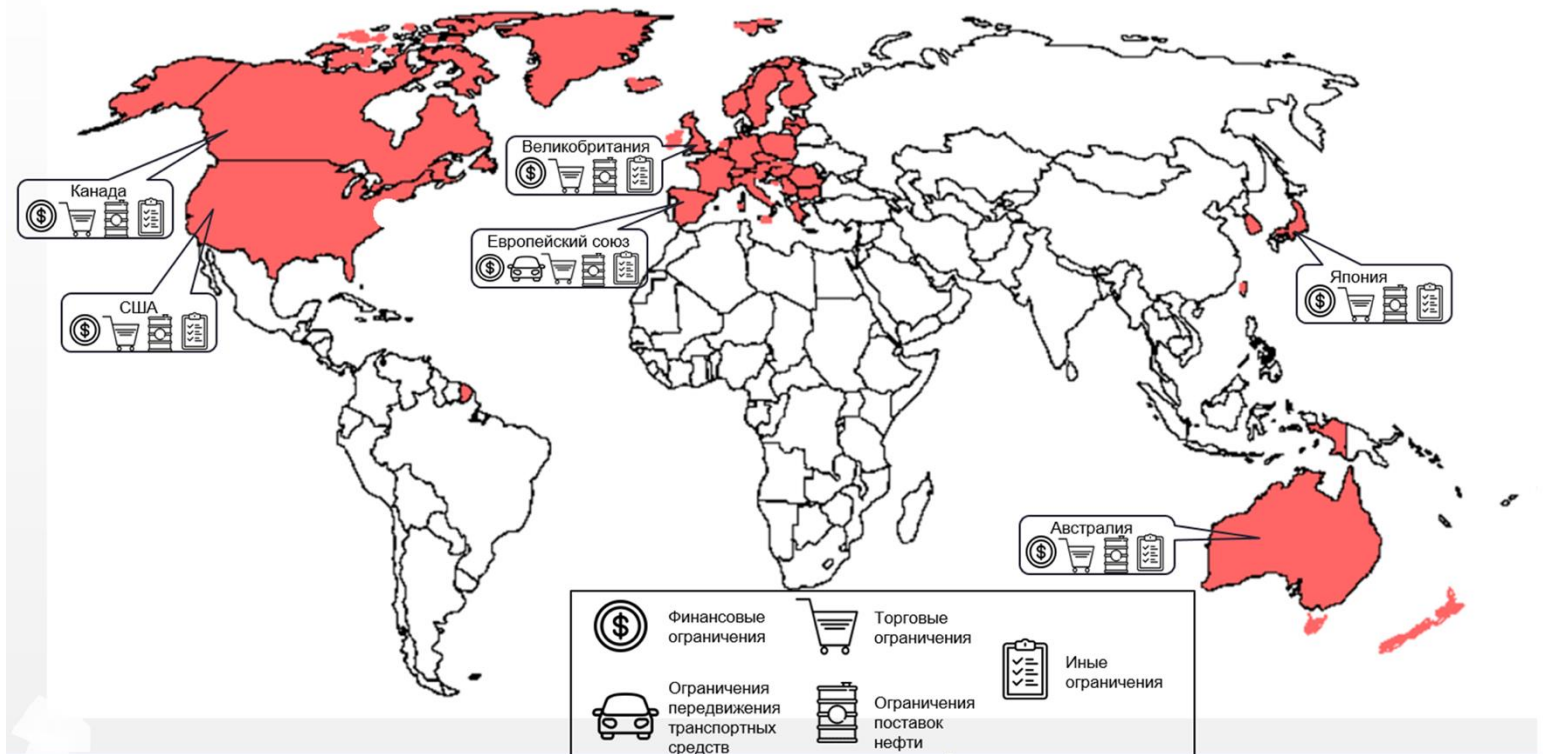 Великобритания
Канада
Европейский союз
США
Япония
Австралия
Финансовые
ограничения
Торговые
ограничения
Иные
ограничения
Ограничения
передвижения
транспортных
средств
Ограничения
поставок
нефти